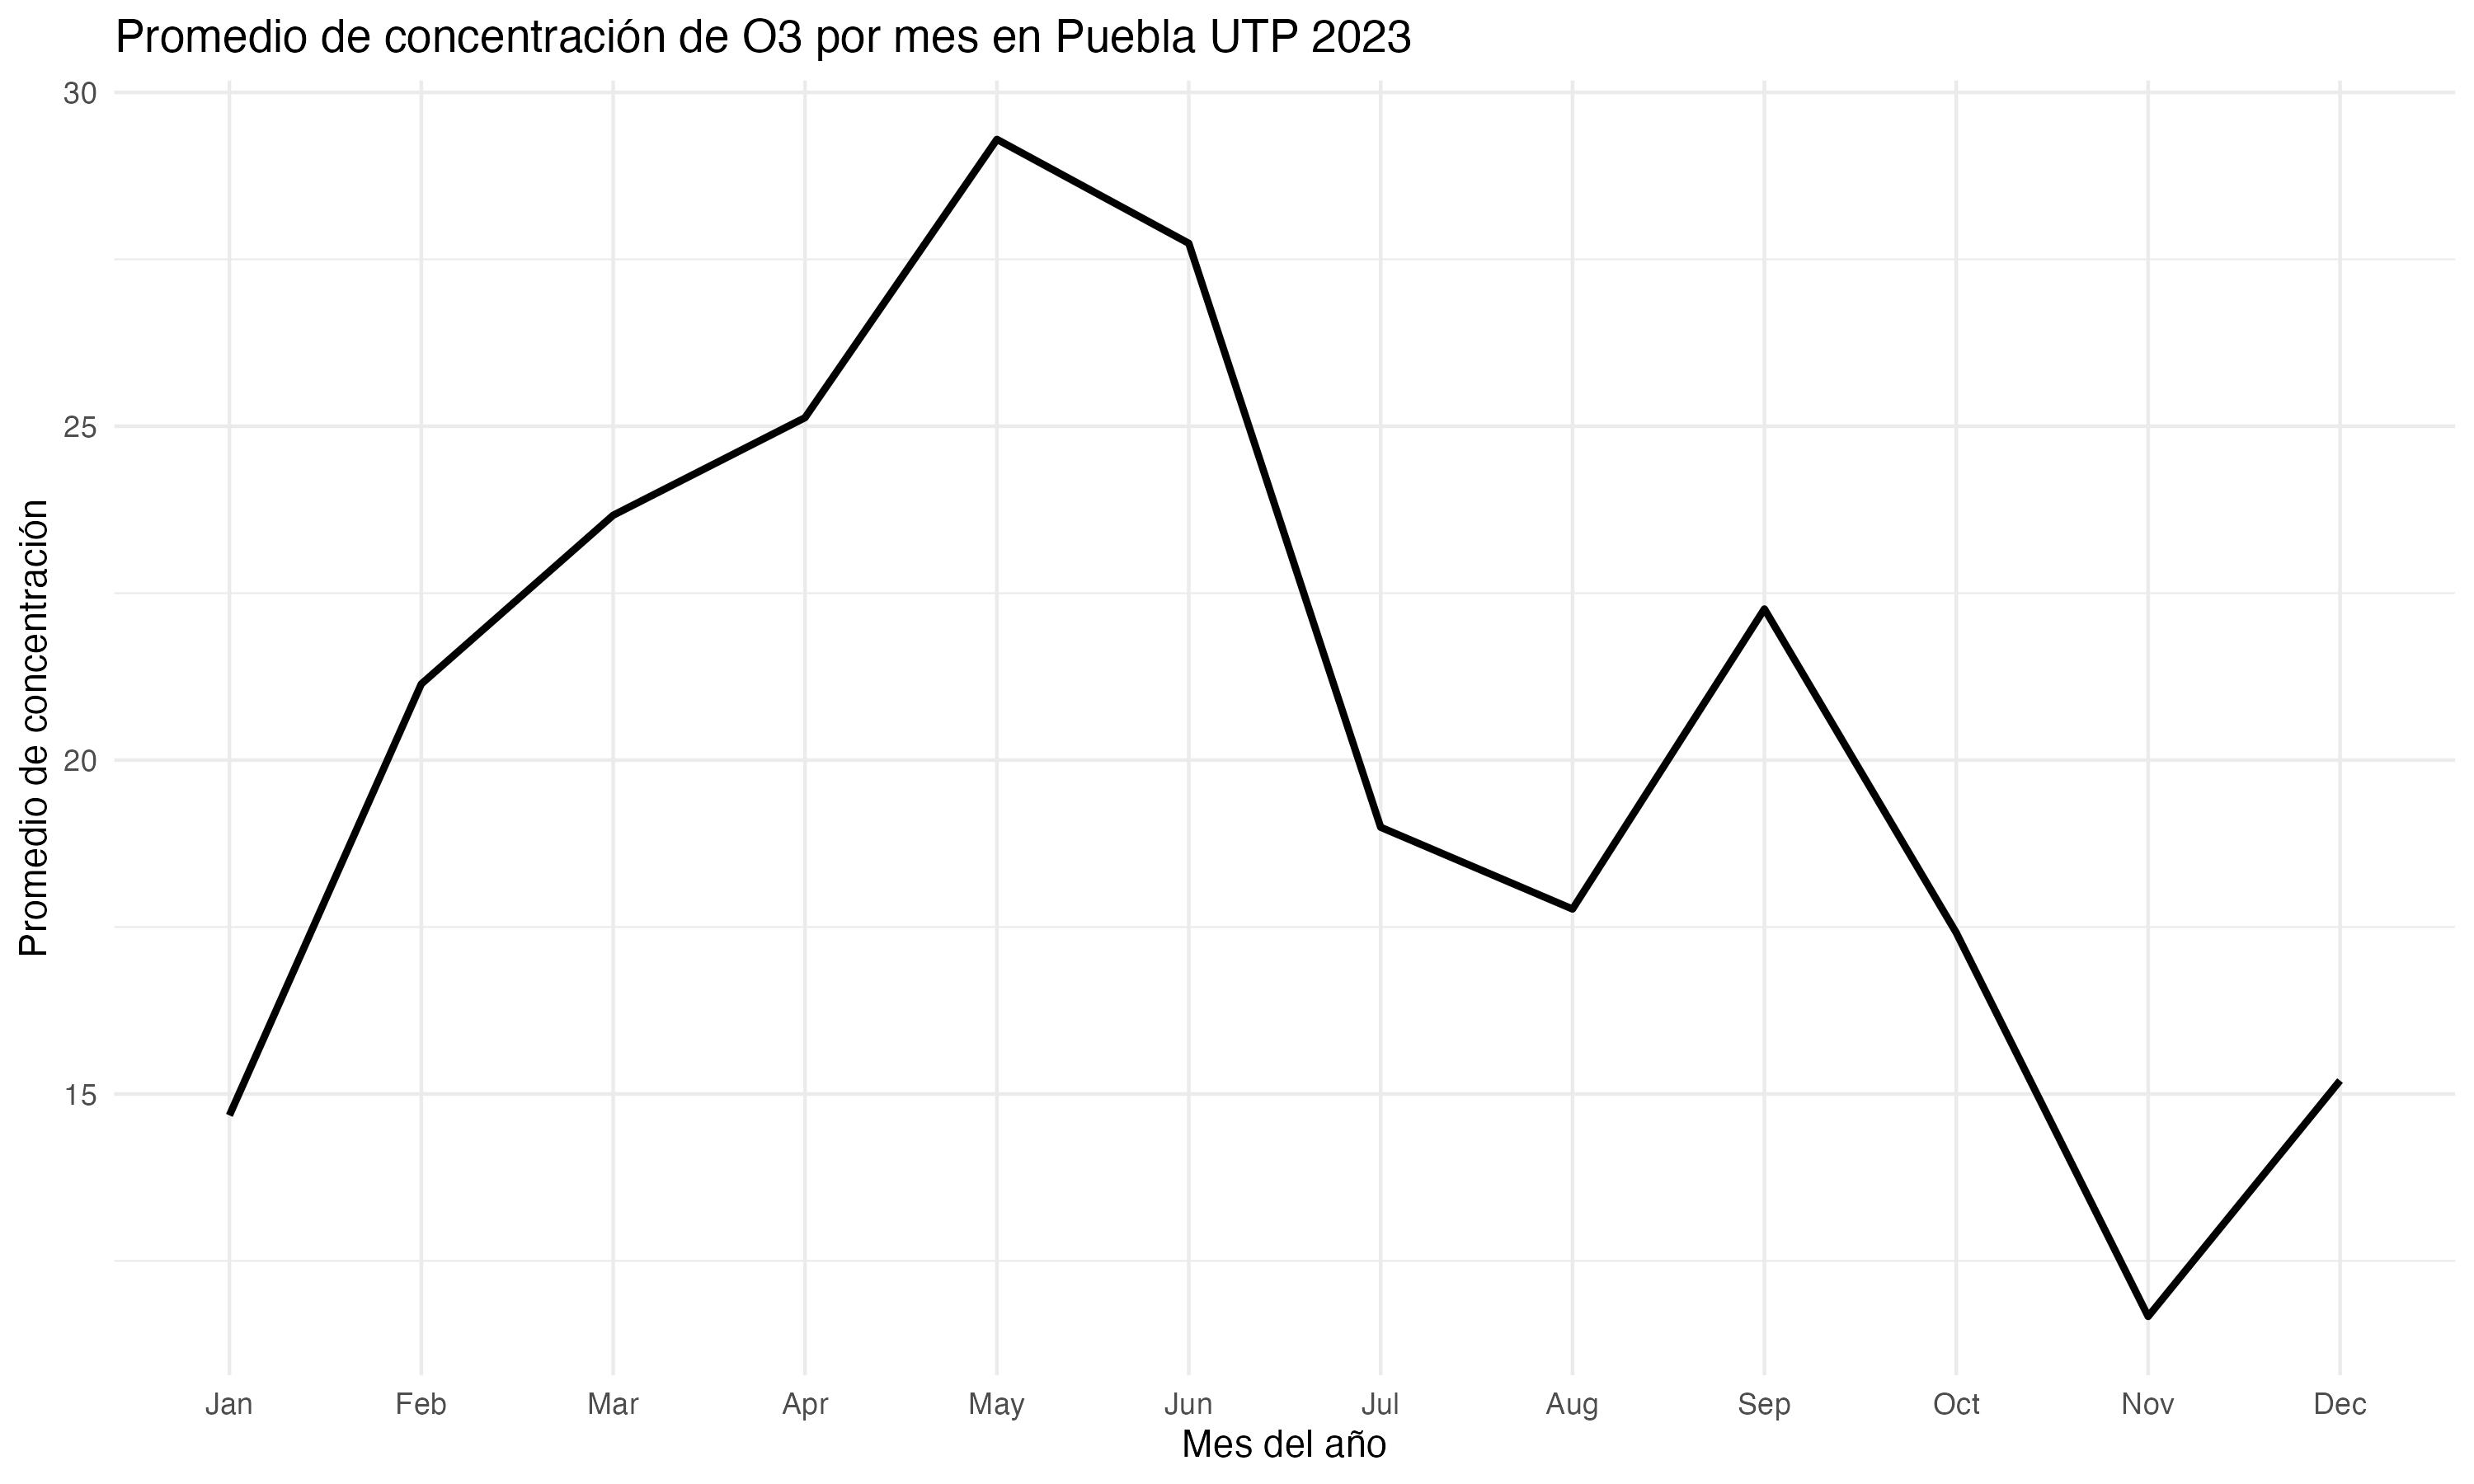 Promedio de concentración de O3 por mes en Puebla UTP 2023
30
25
20
15
Promedio de concentración
Jan Feb Mar Apr May Jun Jul Aug Sep Oct Nov Dec
Mes del año